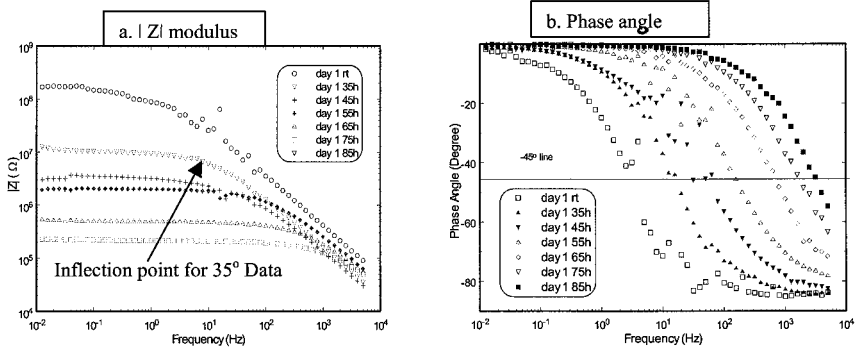 a. | Z| modulus
10^9
10^8
10^7
10^6
10^5
10^4
|Z| (Ω)
day 1 rt
day 1 35h
day 1 45h
day 1 55h
day 1 65h
day 1 75h
day 1 85h
Inflection point for 35° Data
10^-2
10^-1
10^0
10^1
10^2
10^3
10^4
Frequency (Hz)
b. Phase angle
-20
-40
-60
-80
Phase Angle (Degree)
-45° line
day 1 rt
day 1 35h
day 1 45h
day 1 55h
day 1 65h
day 1 75h
day 1 85h
10^-2
10^-1
10^0
10^1
10^2
10^3
10^4
Frequency (Hz)